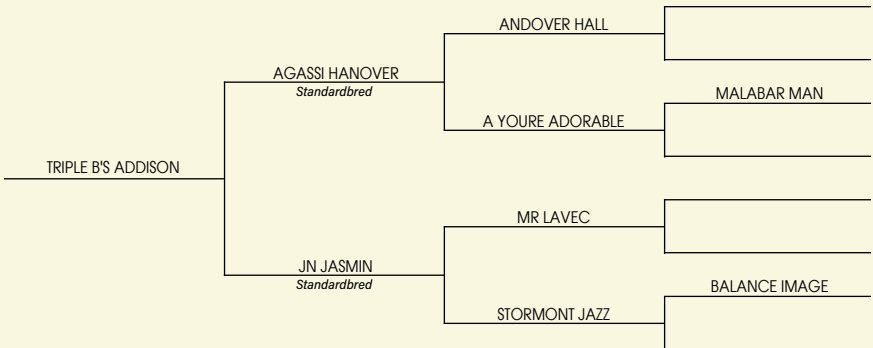 ANDOVER HALL
AGASSI HANOVER
Standardbred
MALABAR MAN
A YOURE ADORABLE
TRIPLE B'S ADDISON
MR LAVEC
JN JASMIN
Standardbred
BALANCE IMAGE
STORMONT JAZZ